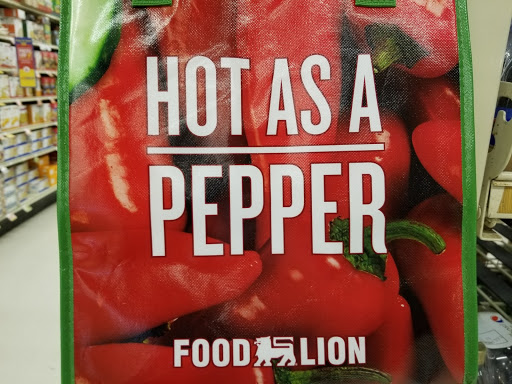 HOT AS A
PEPPER
FOOD LION